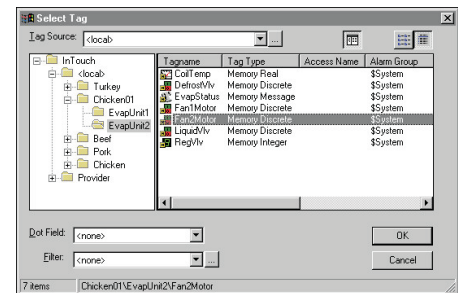 Select Tag
Tag Source: <local> ...
InTouch
<local>
Turkey
Chicken01
EvapUnit1
EvapUnit2
Beef
Pork
Chicken
Provider
Tagname Tag Type Access Name Alarm Group
CoilTemp Memory Real $System
DefrostVlv Memory Discrete $System
EvapStatus Memory Message $System
Fan1Motor Memory Discrete $System
Fan2Motor Memory Discrete $System
LiquidVlv Memory Discrete $System
RegVlv Memory Integer $System
Dot Field: <none>
OK
Filter: <none> ...
Cancel
7 items Chicken01\EvapUnit2\Fan2Motor